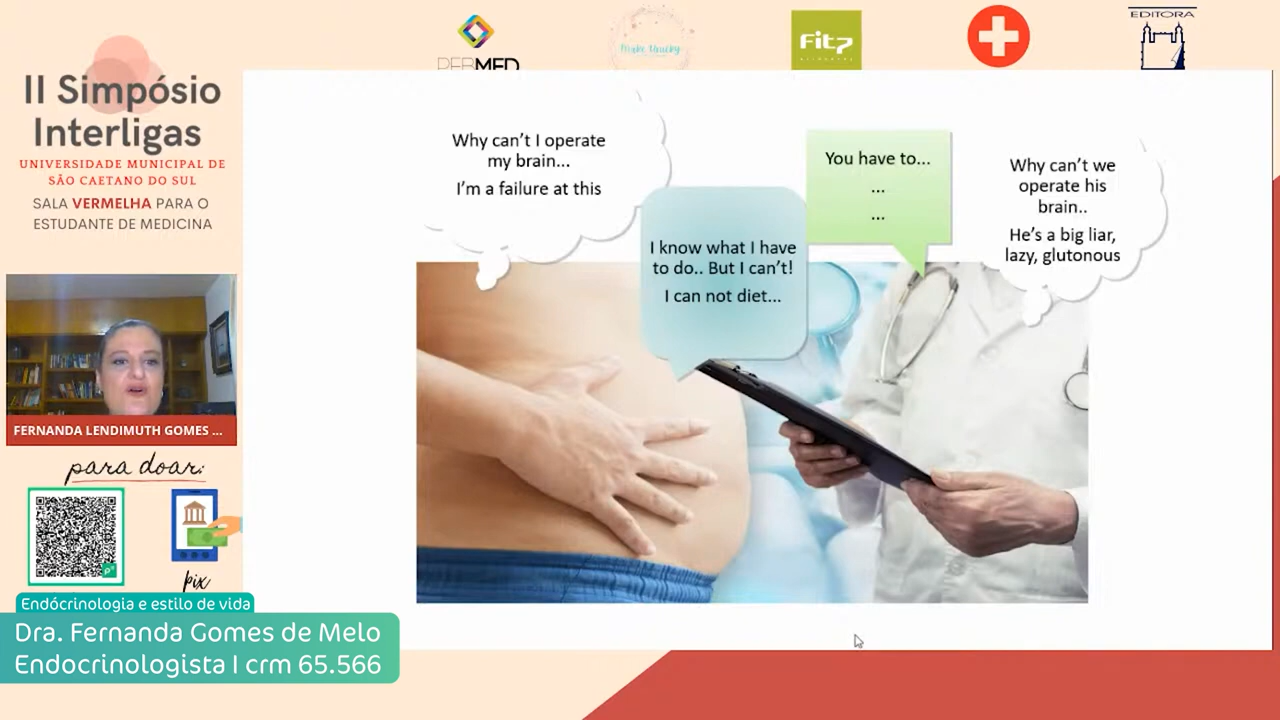 II Simpósio
Interligas
UNIVERSIDADE MUNICIPAL DE
SÃO CAETANO DO SUL
SALA VERMELHA PARA O
ESTUDANTE DE MEDICINA
PEBMED
Fit7
EDITORA
Why can't I operate
my brain...
I'm a failure at this
I know what I have
to do.. But I can't!
I can not diet...
You have to...
...
...
Why can't we
operate his
brain..
He's a big liar,
lazy, glutonous
FERNANDA LENDIMUTH GOMES ...
para doar:
pix
Endócrinologia e estilo de vida
Dra. Fernanda Gomes de Melo
Endocrinologista I crm 65.566